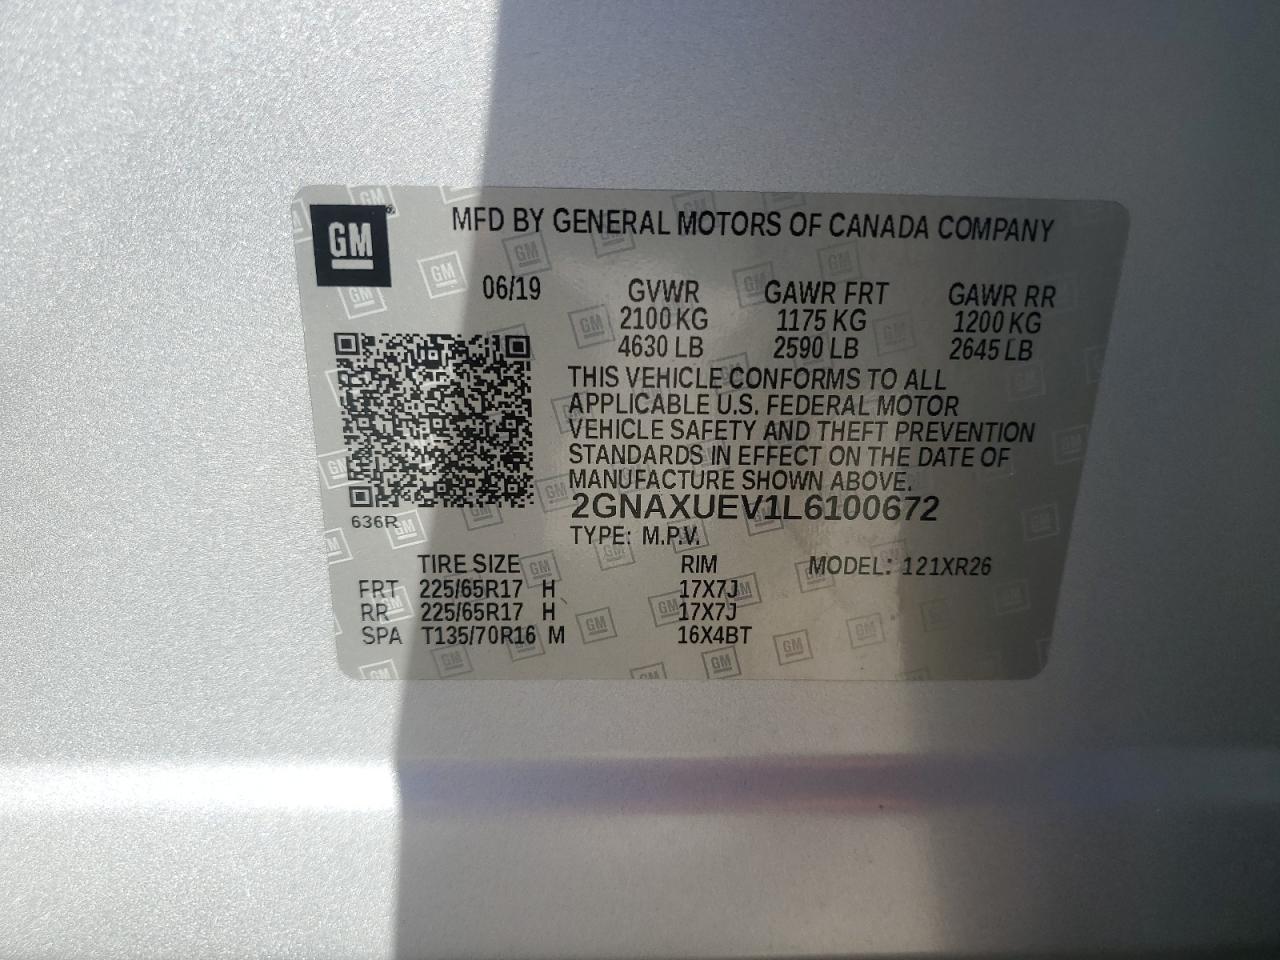 GM
MFD BY GENERAL MOTORS OF CANADA COMPANY
06/19 GVWR GAWR FRT GAWR RR
2100 KG 1175 KG 1200 KG
4630 LB 2590 LB 2645 LB
THIS VEHICLE CONFORMS TO ALL
APPLICABLE U.S. FEDERAL MOTOR
VEHICLE SAFETY AND THEFT PREVENTION
STANDARDS IN EFFECT ON THE DATE OF
MANUFACTURE SHOWN ABOVE.
2GNAXUEV1L6100672
636R
TYPE: M.P.V.
TIRE SIZE RIM MODEL: 121XR26
FRT 225/65R17 H 17X7J
RR 225/65R17 H 17X7J
SPA T135/70R16 M 16X4BT